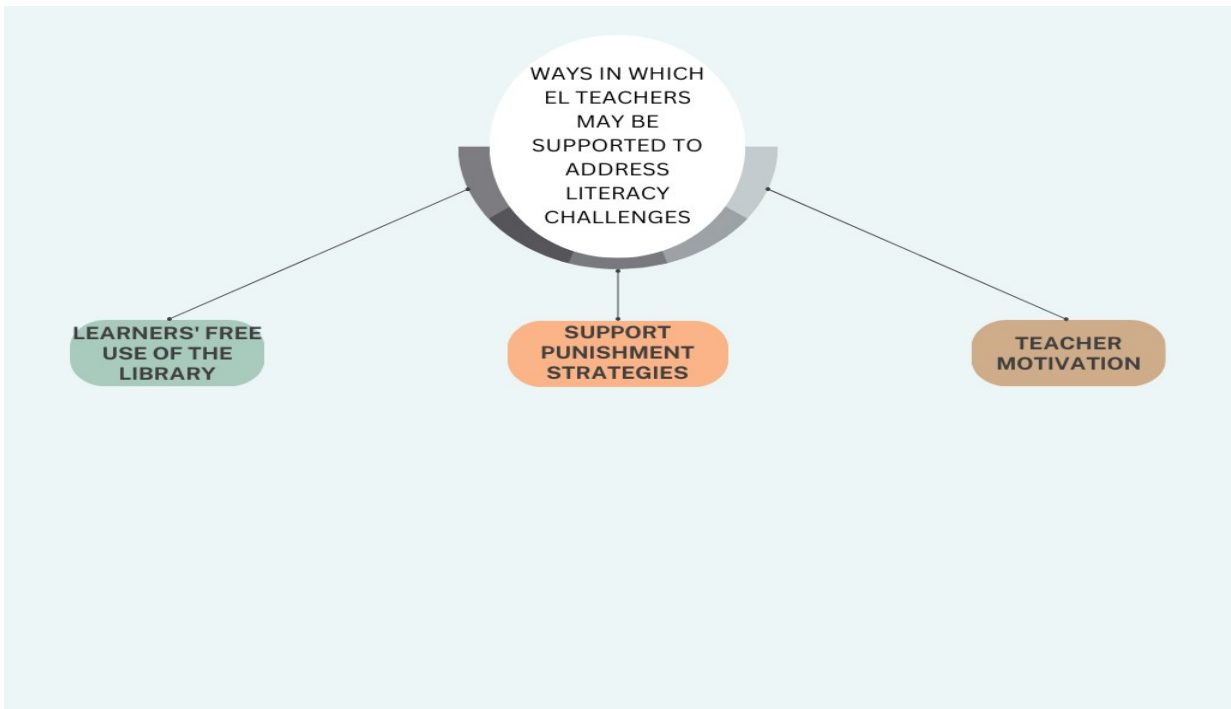 WAYS IN WHICH
EL TEACHERS
MAY BE
SUPPORTED TO
ADDRESS
LITERACY
CHALLENGES
LEARNERS' FREE
USE OF THE
LIBRARY
SUPPORT
PUNISHMENT
STRATEGIES
TEACHER
MOTIVATION